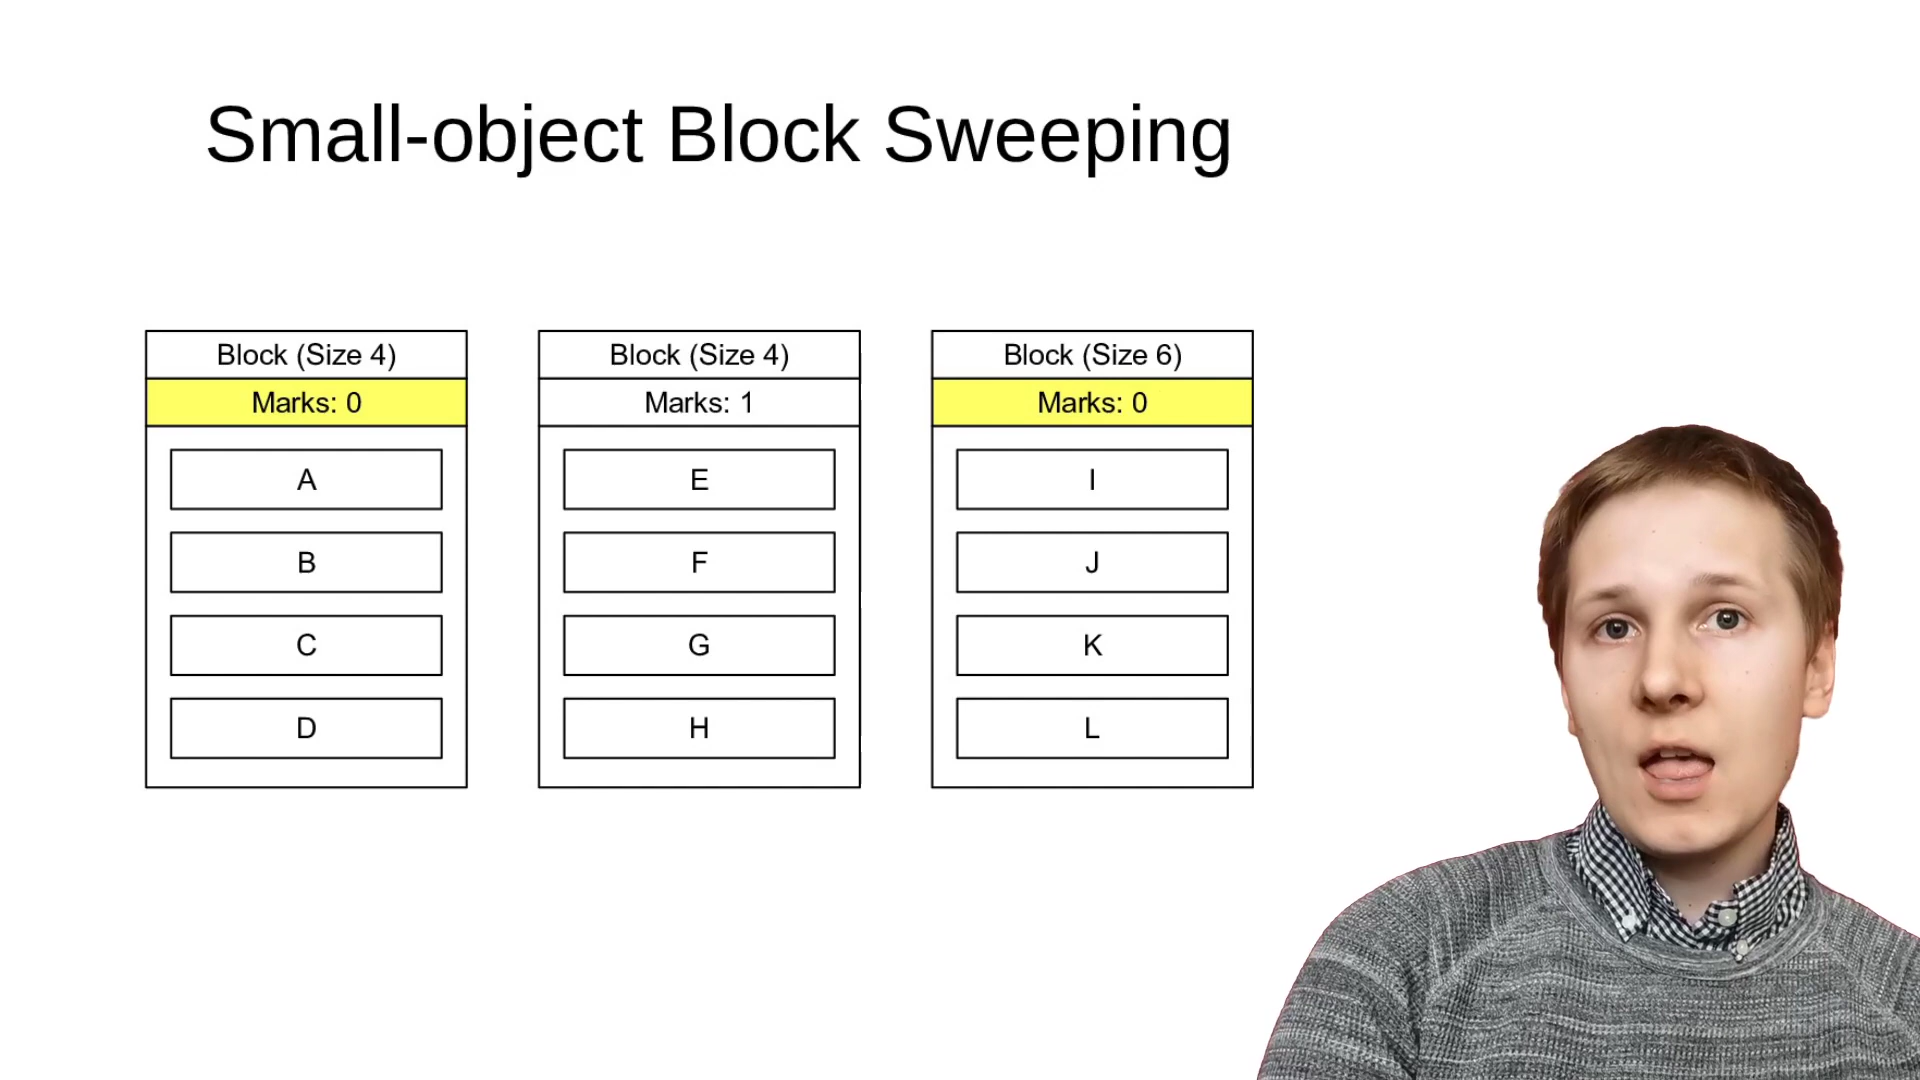 Small-object Block Sweeping
Block (Size 4)
Marks: 0
A
B
C
D
Block (Size 4)
Marks: 1
E
F
G
H
Block (Size 6)
Marks: 0
I
J
K
L